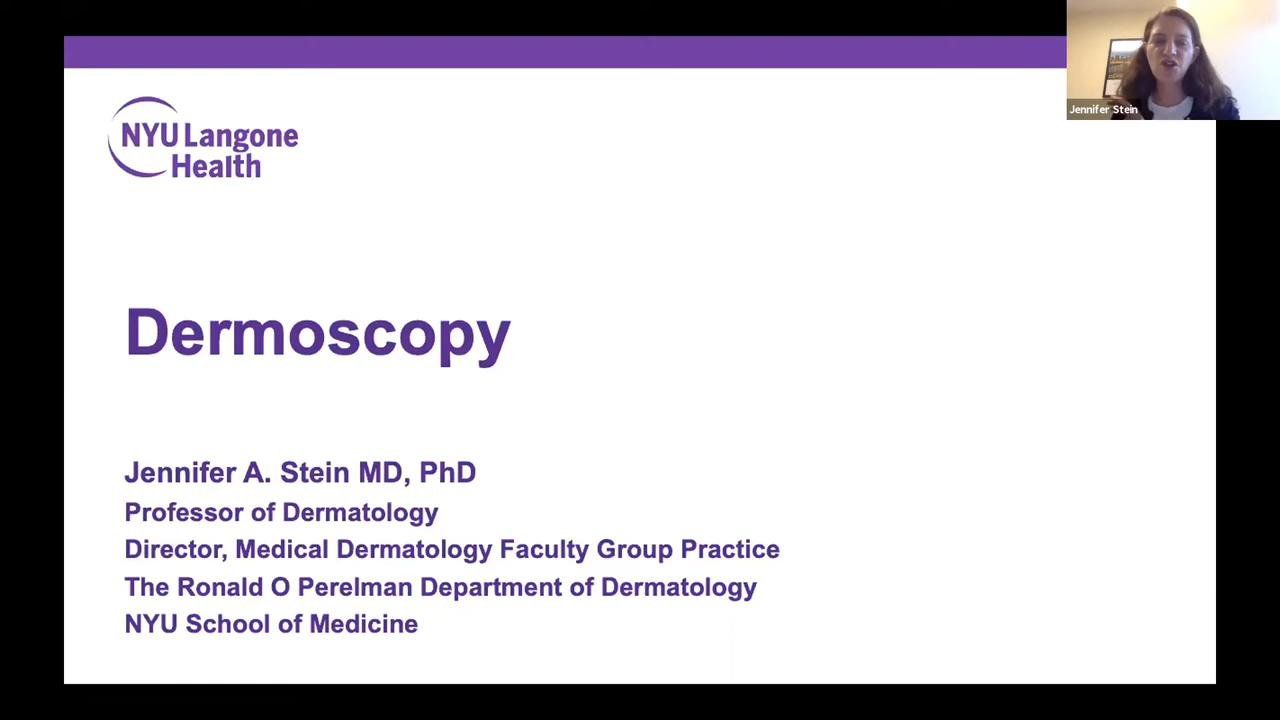 Jennifer Stein
NYU Langone
Health
Dermoscopy
Jennifer A. Stein MD, PhD
Professor of Dermatology
Director, Medical Dermatology Faculty Group Practice
The Ronald O Perelman Department of Dermatology
NYU School of Medicine